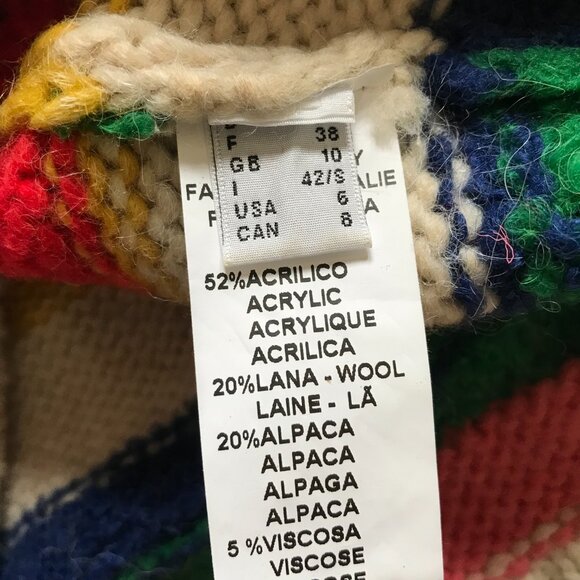 F 38
GB 10
I 42/S
USA 6
CAN 8
52%ACRILICO
ACRYLIC
ACRYLIQUE
ACRILICA
20%LANA - WOOL
LAINE - LÃ
20%ALPACA
ALPACA
ALPAGA
ALPACA
5 %VISCOSA
VISCOSE